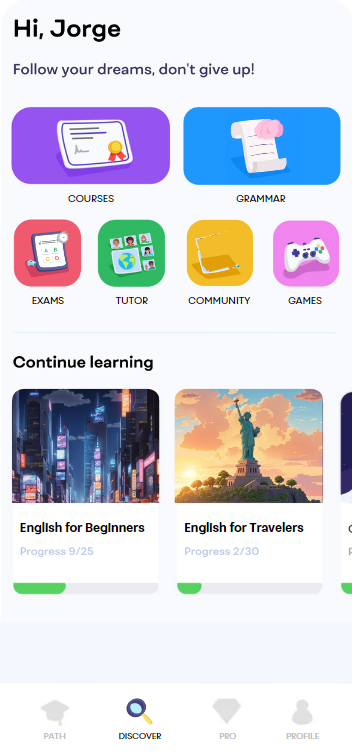 Hi, Jorge
Follow your dreams, don't give up!
COURSES
GRAMMAR
EXAMS
TUTOR
COMMUNITY
GAMES
Continue learning
English for Beginners
English for Travelers
Progress 9/25
Progress 2/30
PATH
DISCOVER
PRO
PROFILE